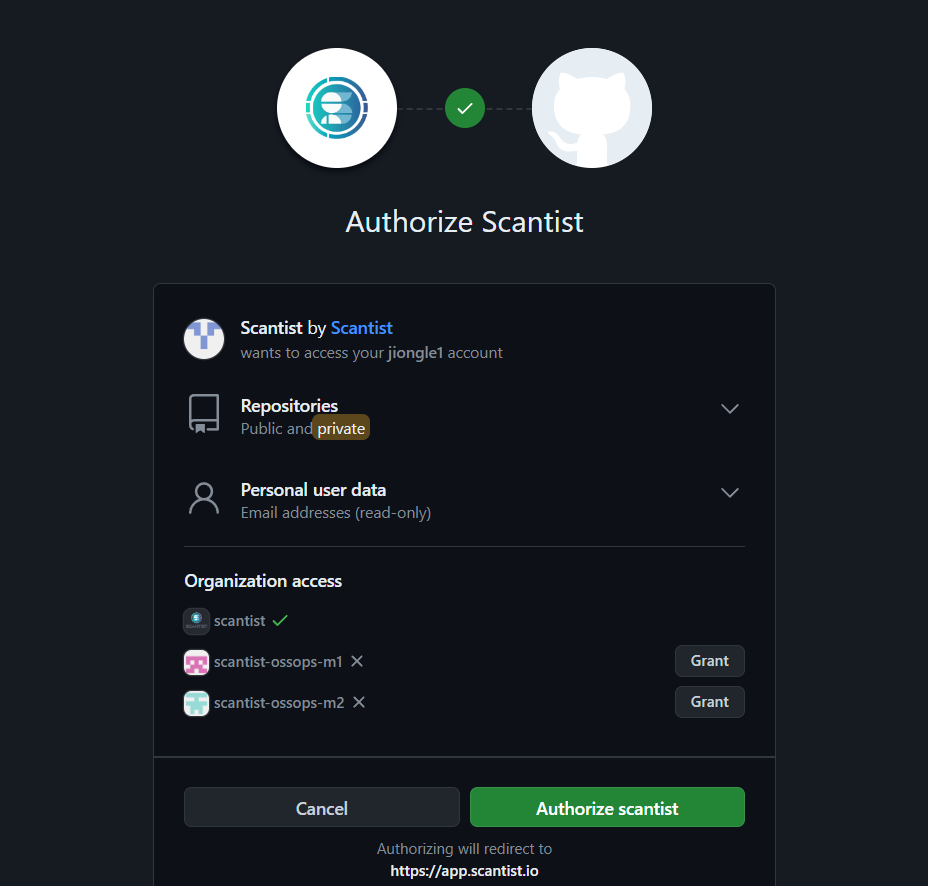 Authorize Scantist
Scantist by Scantist
wants to access your jiongle1 account
Repositories
Public and private
Personal user data
Email addresses (read-only)
Organization access
scantist
scantist-ossops-m1
Grant
scantist-ossops-m2
Grant
Cancel
Authorize scantist
Authorizing will redirect to
https://app.scantist.io